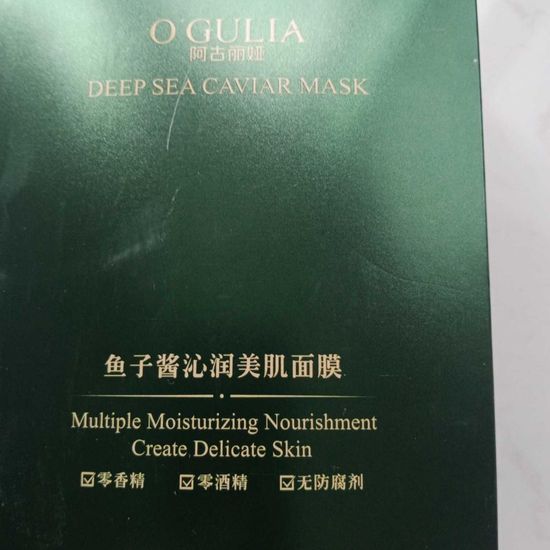 O'GULIA
阿古丽娅
DEEP SEA CAVIAR MASK
鱼子酱沁润美肌面膜
Multiple Moisturizing Nourishment
Create Delicate Skin
☑零香精 ☑零酒精 ☑无防腐剂